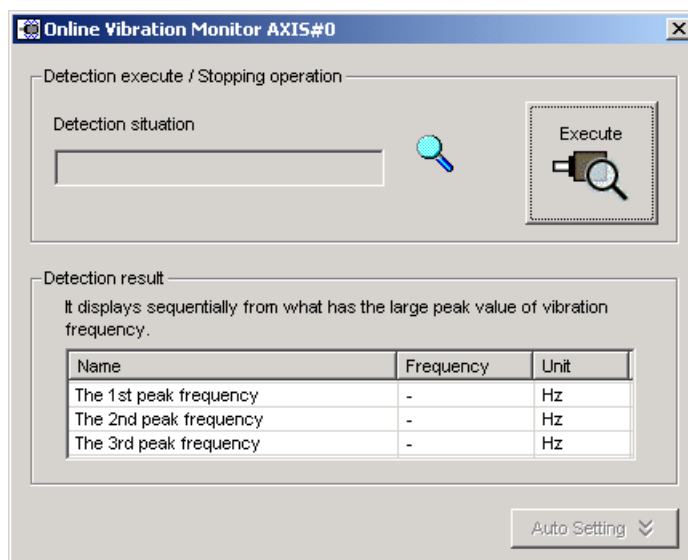 Online Vibration Monitor AXIS#0
Detection execute / Stopping operation
Detection situation
Execute
Detection result
It displays sequentially from what has the large peak value of vibration
frequency.
Name Frequency Unit
The 1st peak frequency - Hz
The 2nd peak frequency - Hz
The 3rd peak frequency - Hz
Auto Setting